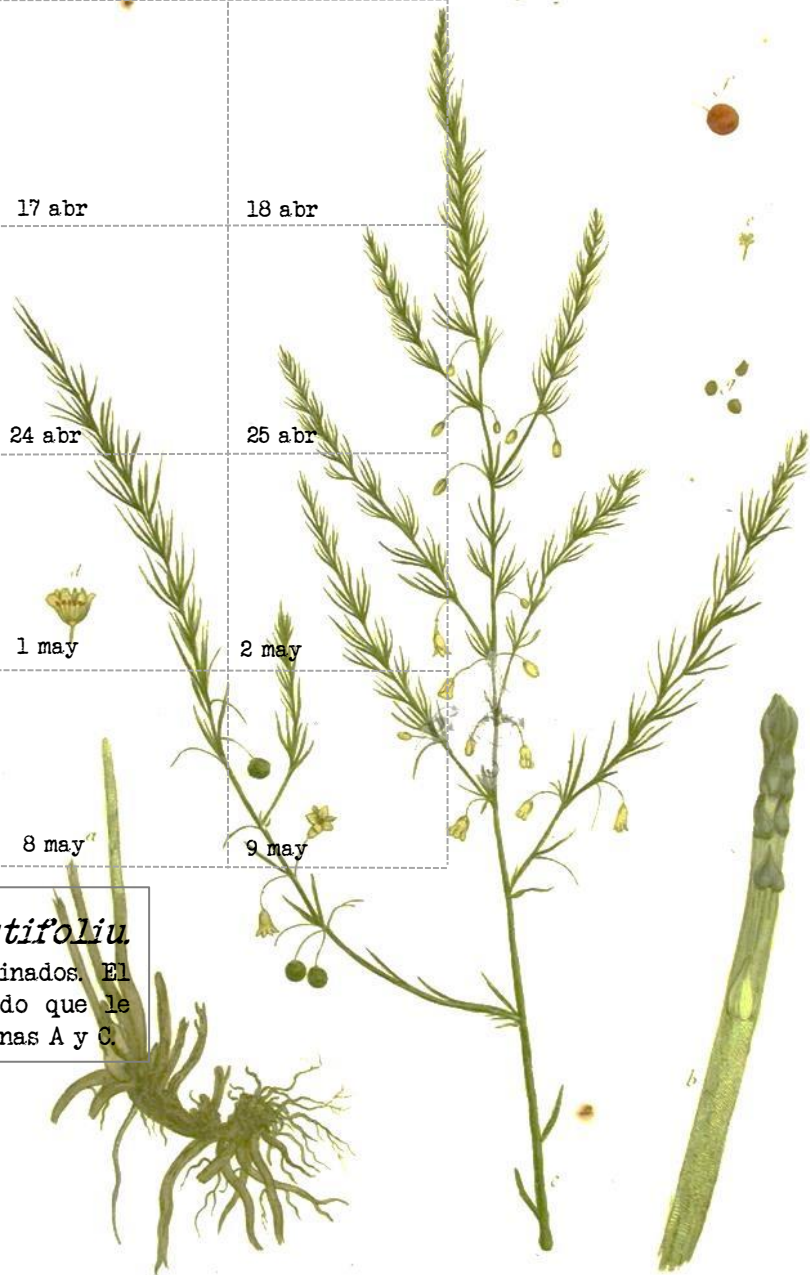 17 abr 18 abr
24 abr 25 abr
1 may 2 may
8 may 9 may
a
d
b
c
tifoliu.
inados. El
do que le
nas A y C.